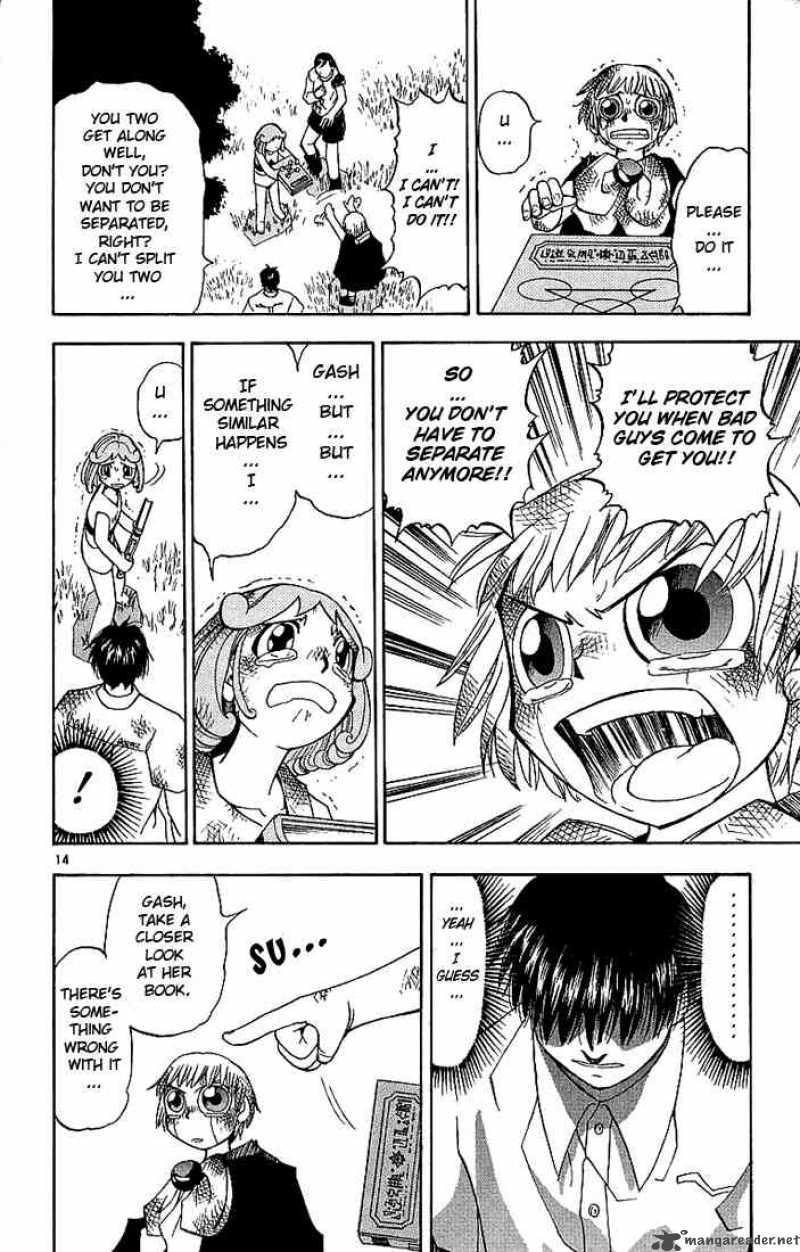 U
...
PLEASE
...
DO IT
...
I
...
I CAN'T!
I CAN'T
DO IT!!
YOU TWO
GET ALONG
WELL,
DON'T YOU?
YOU DON'T
WANT TO BE
SEPARATED,
RIGHT?
I CAN'T SPLIT
YOU TWO
...
I'LL PROTECT
YOU WHEN BAD
GUYS COME TO
GET YOU!!
SO
...
YOU DON'T
HAVE TO
SEPARATE
ANYMORE!!
GASH
...
BUT
...
BUT
...
IF
SOMETHING
SIMILAR
HAPPENS
...
I
...
U
...
!
14
.........
...
YEAH
...
I
GUESS
...
SU...
GASH,
TAKE A
CLOSER
LOOK
AT HER
BOOK.
THERE'S
SOME-
THING
WRONG
WITH IT
...
mangareader.net